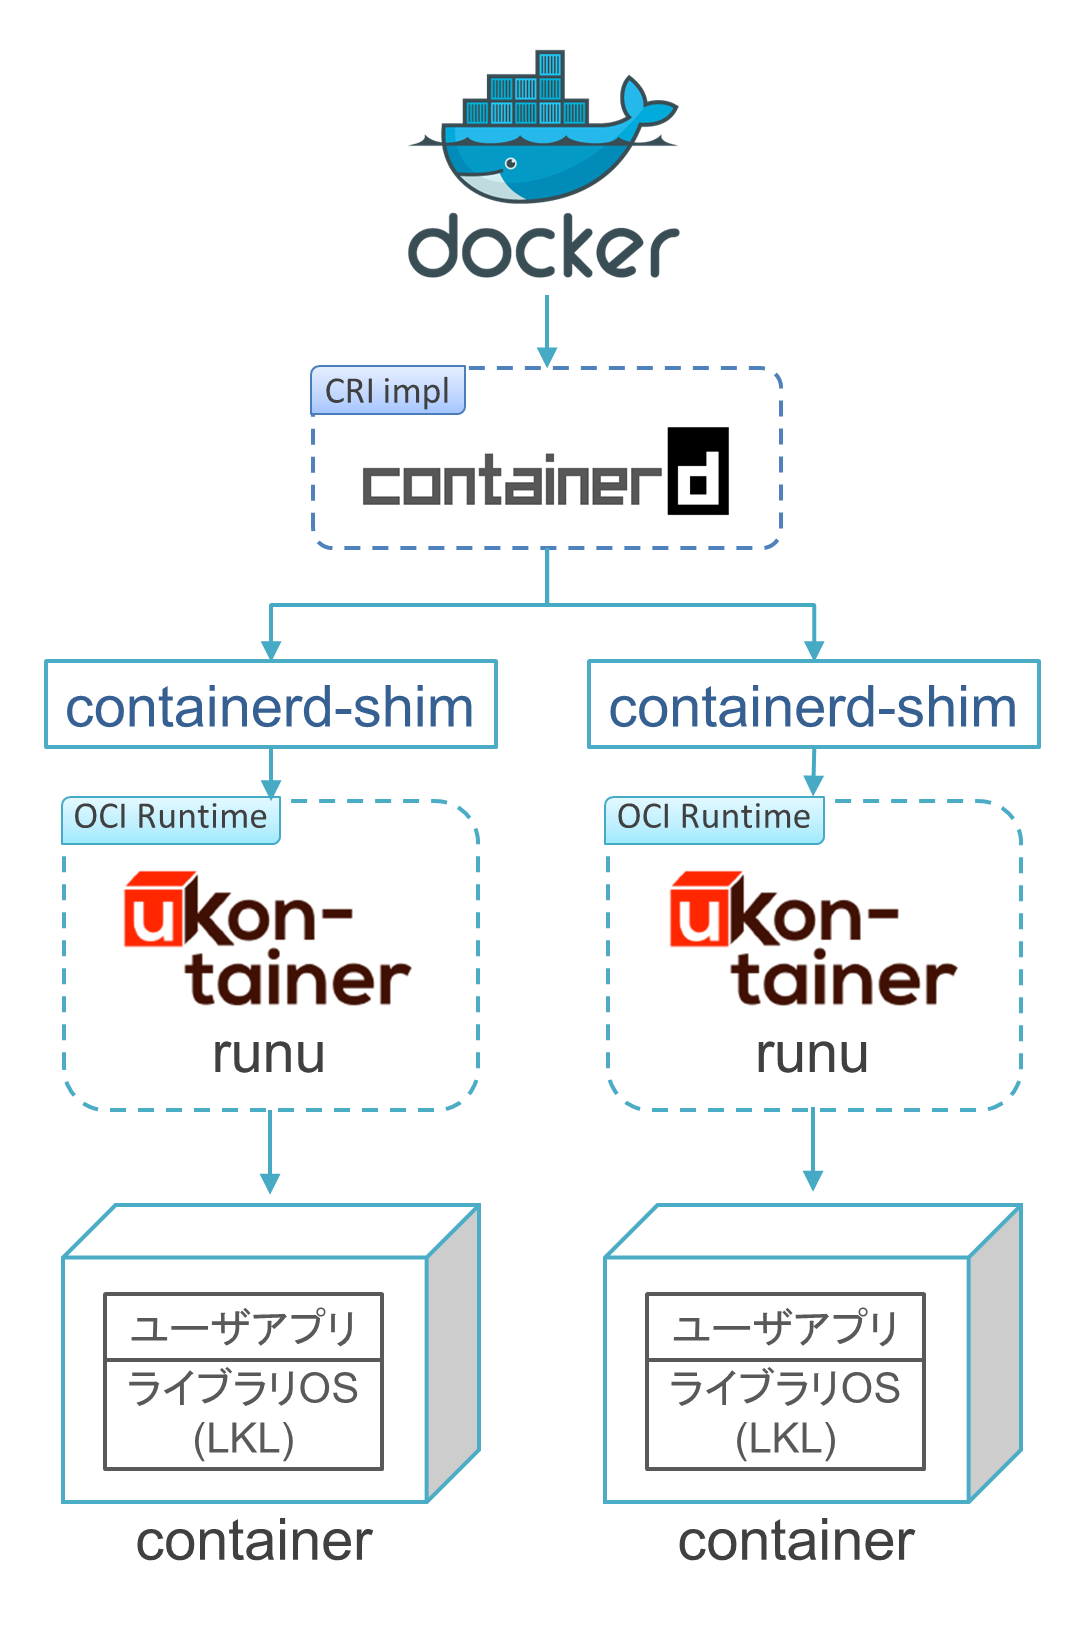 docker
CRI impl
containerd
containerd-shim
containerd-shim
OCI Runtime
OCI Runtime
ukon-
tainer
runu
ukon-
tainer
runu
ユーザアプリ
ライブラリOS
(LKL)
container
ユーザアプリ
ライブラリOS
(LKL)
container